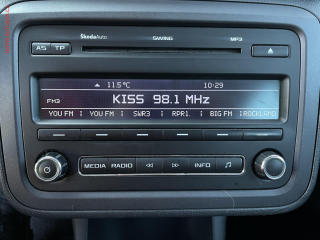 ŠkodaAuto SWING MP3
AS TP
11.5°C 10:29
FM3 KISS 98.1 MHz
YOU FM YOU FM SWR3 RPR1. BIG FM ROCKLAND
MEDIA RADIO INFO